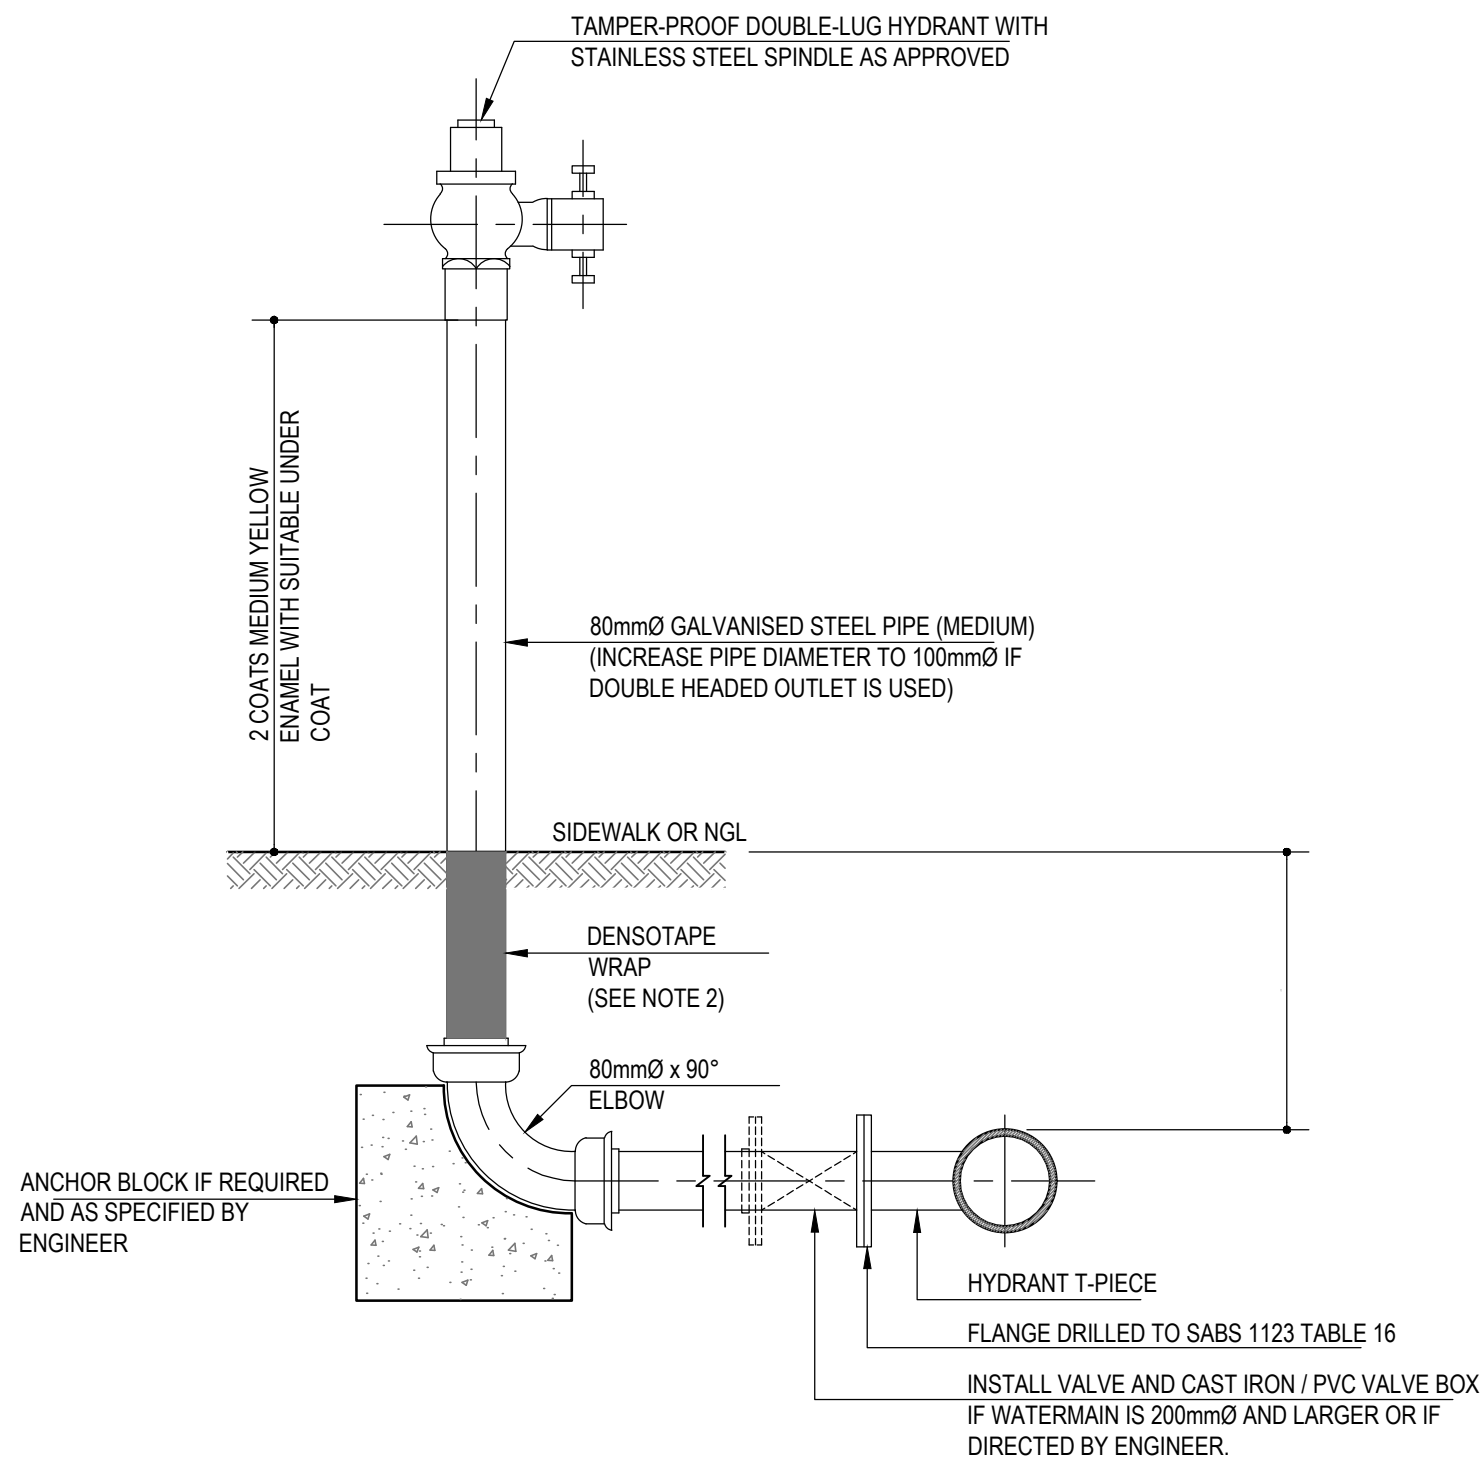 TAMPER-PROOF DOUBLE-LUG HYDRANT WITH
STAINLESS STEEL SPINDLE AS APPROVED
2 COATS MEDIUM YELLOW
ENAMEL WITH SUITABLE UNDER
COAT
80mmØ GALVANISED STEEL PIPE (MEDIUM)
(INCREASE PIPE DIAMETER TO 100mmØ IF
DOUBLE HEADED OUTLET IS USED)
SIDEWALK OR NGL
DENSOTAPE
WRAP
(SEE NOTE 2)
80mmØ x 90°
ELBOW
ANCHOR BLOCK IF REQUIRED
AND AS SPECIFIED BY
ENGINEER
HYDRANT T-PIECE
FLANGE DRILLED TO SABS 1123 TABLE 16
INSTALL VALVE AND CAST IRON / PVC VALVE BOX
IF WATERMAIN IS 200mmØ AND LARGER OR IF
DIRECTED BY ENGINEER.